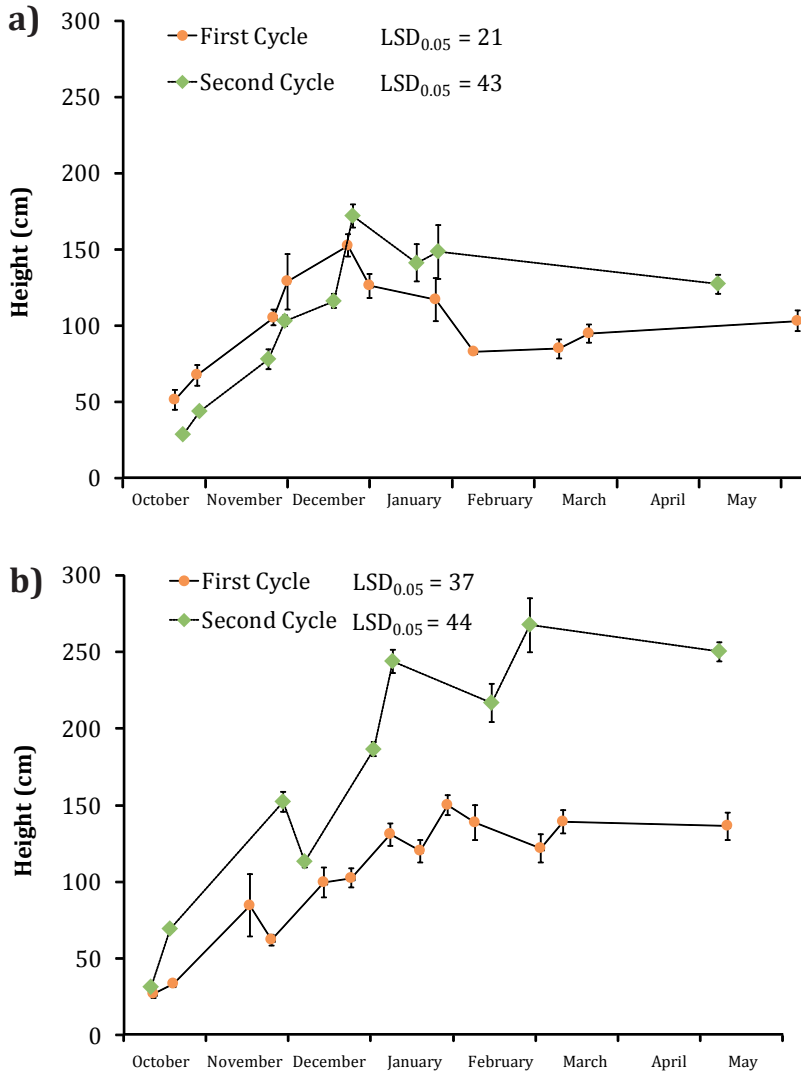 a)
300
250
200
150
100
50
0
Height (cm)
First Cycle LSD0.05 = 21
Second Cycle LSD0.05 = 43
October November December January February March April May
b)
300
250
200
150
100
50
0
Height (cm)
First Cycle LSD0.05 = 37
Second Cycle LSD0.05 = 44
October November December January February March April May